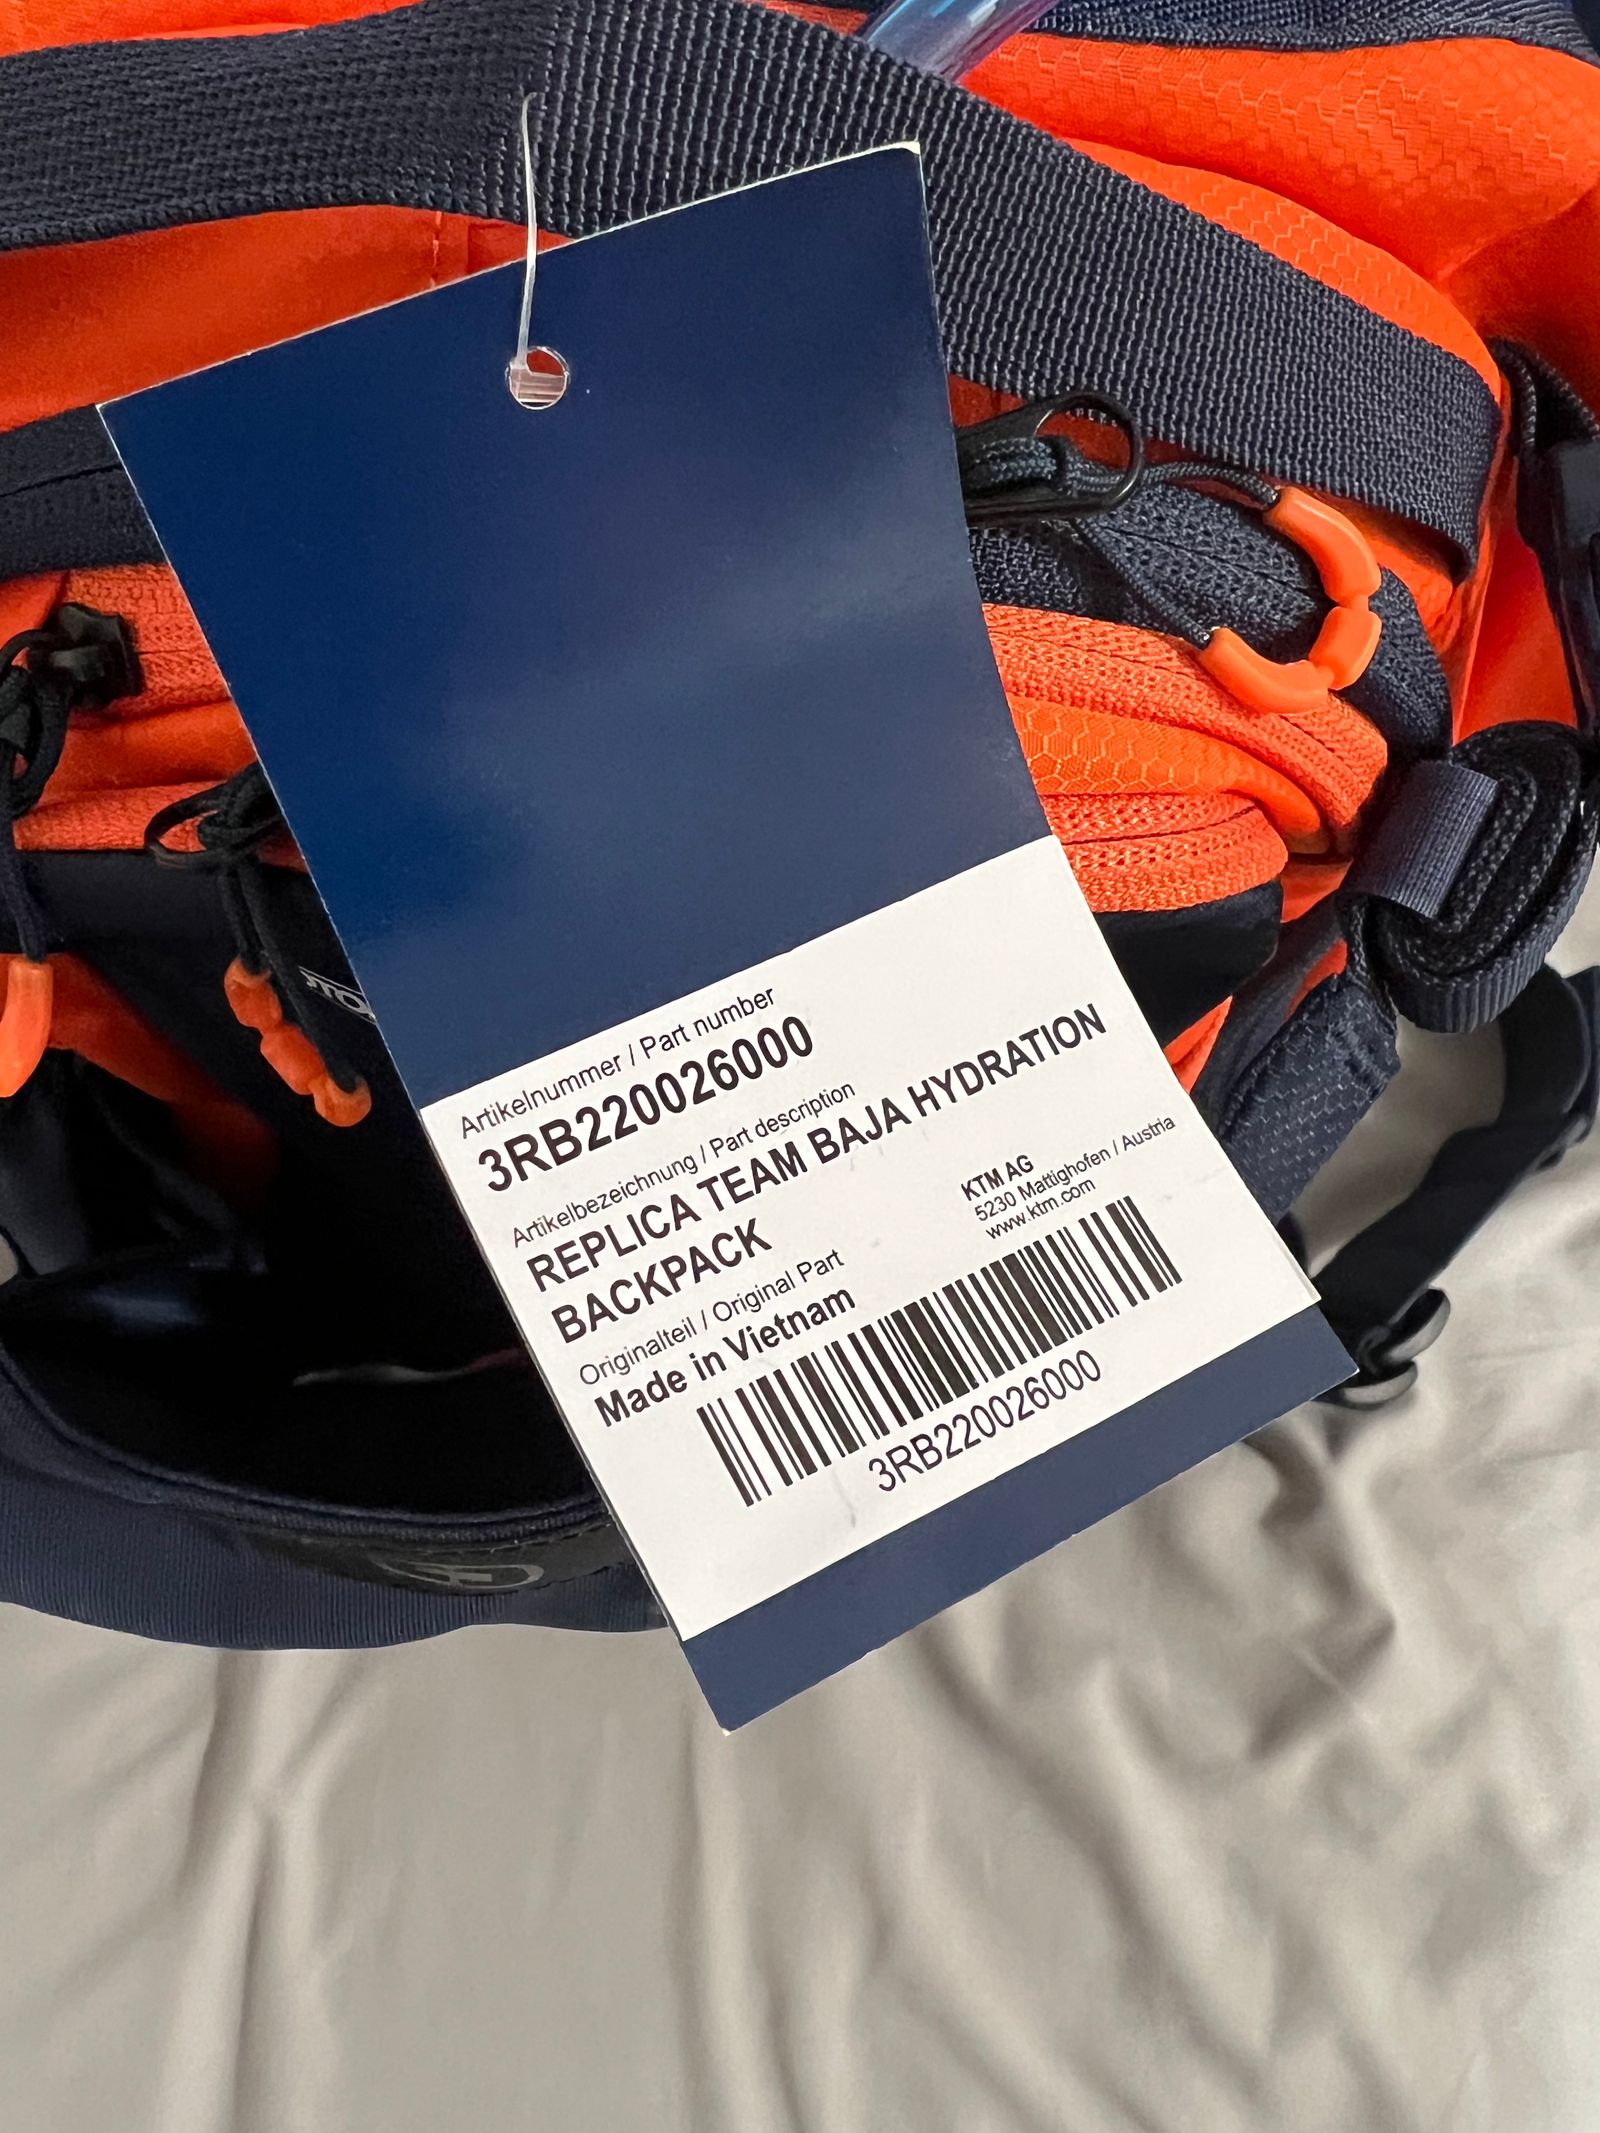 Artikelnummer / Part number
3RB220026000
Artikelbezeichnung / Part description
REPLICA TEAM BAJA HYDRATION
BACKPACK
Originalteil / Original Part
Made in Vietnam
KTM AG
5230 Mattighofen / Austria
www.ktm.com
3RB220026000